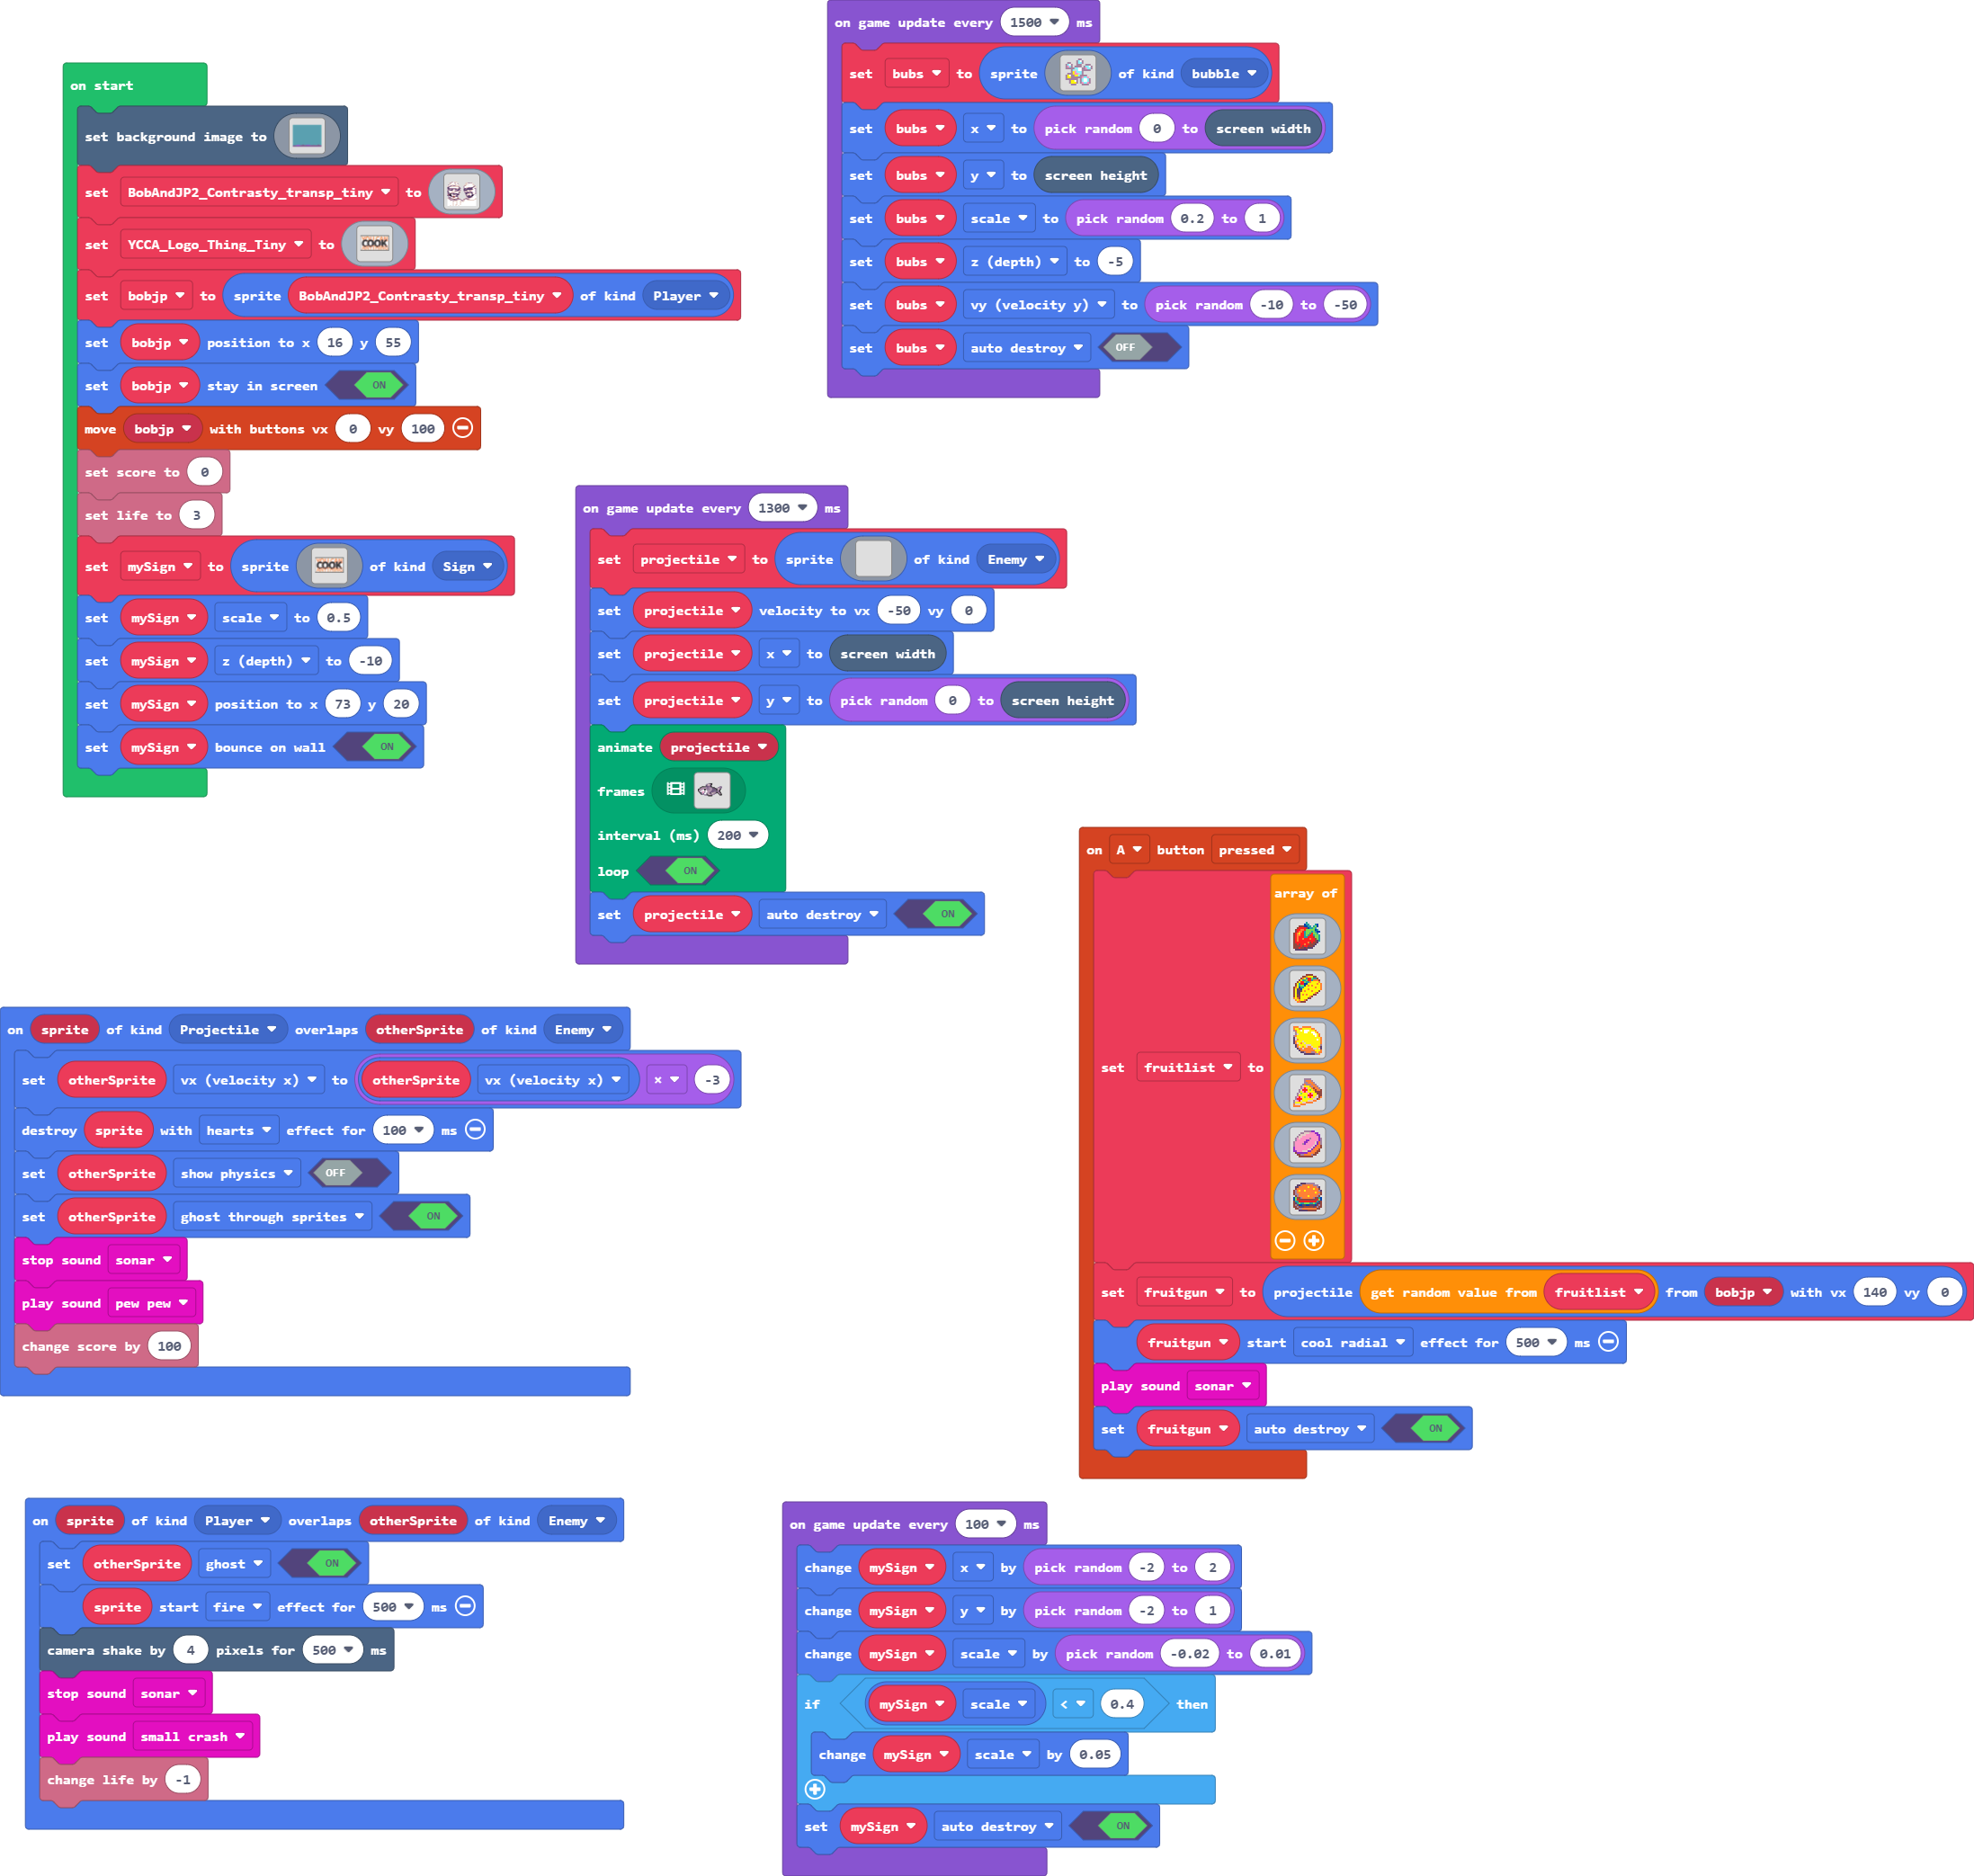 on start
set background image to
set BobAndJP2_Contrasty_transp_tiny to
set YCCA_Logo_Thing_Tiny to COOK
set bobjp to sprite BobAndJP2_Contrasty_transp_tiny of kind Player
set bobjp position to x 16 y 55
set bobjp stay in screen ON
move bobjp with buttons vx 0 vy 100
set score to 0
set life to 3
set mySign to sprite COOK of kind Sign
set mySign scale to 0.5
set mySign z (depth) to -10
set mySign position to x 73 y 20
set mySign bounce on wall ON
on game update every 1500 ms
set bubs to sprite of kind bubble
set bubs x to pick random 0 to screen width
set bubs y to screen height
set bubs scale to pick random 0.2 to 1
set bubs z (depth) to -5
set bubs vy (velocity y) to pick random -10 to -50
set bubs auto destroy OFF
on game update every 1300 ms
set projectile to sprite of kind Enemy
set projectile velocity to vx -50 vy 0
set projectile x to screen width
set projectile y to pick random 0 to screen height
animate projectile
frames
interval (ms) 200
loop ON
set projectile auto destroy ON
on A button pressed
array of
set fruitlist to
set fruitgun to projectile get random value from fruitlist from bobjp with vx 140 vy 0
fruitgun start cool radial effect for 500 ms
play sound sonar
set fruitgun auto destroy ON
on sprite of kind Projectile overlaps otherSprite of kind Enemy
set otherSprite vx (velocity x) to otherSprite vx (velocity x) × -3
destroy sprite with hearts effect for 100 ms
set otherSprite show physics OFF
set otherSprite ghost through sprites ON
stop sound sonar
play sound pew pew
change score by 100
on sprite of kind Player overlaps otherSprite of kind Enemy
set otherSprite ghost ON
sprite start fire effect for 500 ms
camera shake by 4 pixels for 500 ms
stop sound sonar
play sound small crash
change life by -1
on game update every 100 ms
change mySign x by pick random -2 to 2
change mySign y by pick random -2 to 1
change mySign scale by pick random -0.02 to 0.01
if mySign scale < 0.4 then
change mySign scale by 0.05
set mySign auto destroy ON